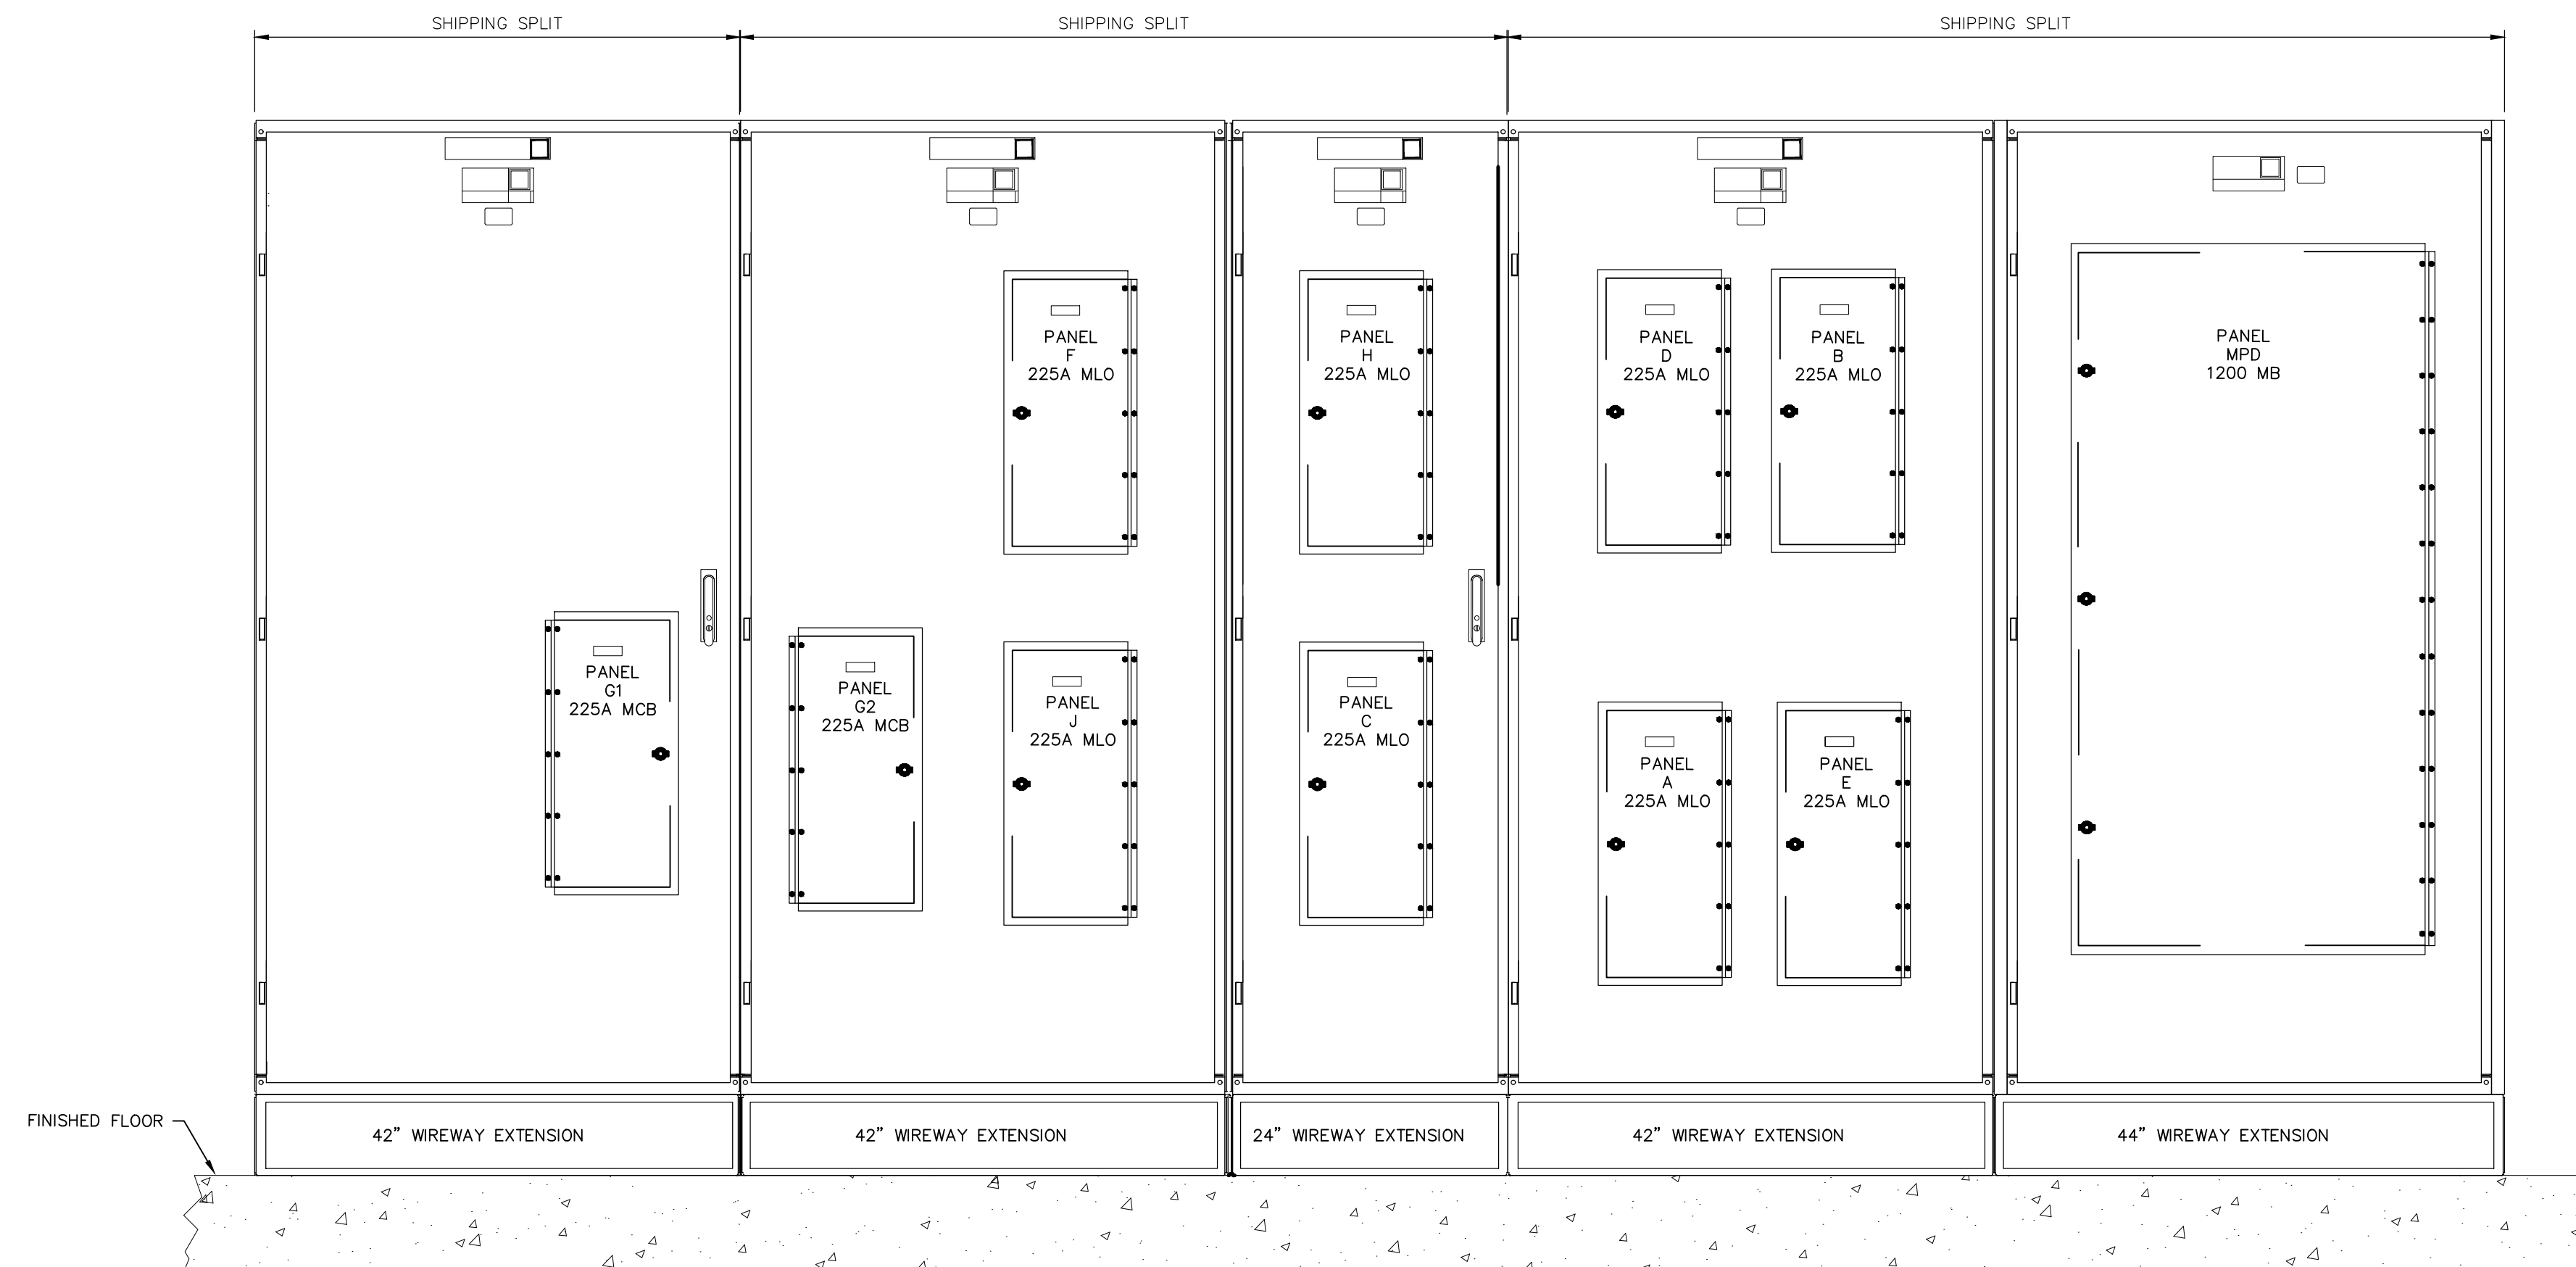 SHIPPING SPLIT
SHIPPING SPLIT
SHIPPING SPLIT
PANEL
F
225A MLO
PANEL
H
225A MLO
PANEL
D
225A MLO
PANEL
B
225A MLO
PANEL
MPD
1200 MB
PANEL
G1
225A MCB
PANEL
G2
225A MCB
PANEL
J
225A MLO
PANEL
C
225A MLO
PANEL
A
225A MLO
PANEL
E
225A MLO
FINISHED FLOOR
42” WIREWAY EXTENSION
42” WIREWAY EXTENSION
24” WIREWAY EXTENSION
42” WIREWAY EXTENSION
44” WIREWAY EXTENSION